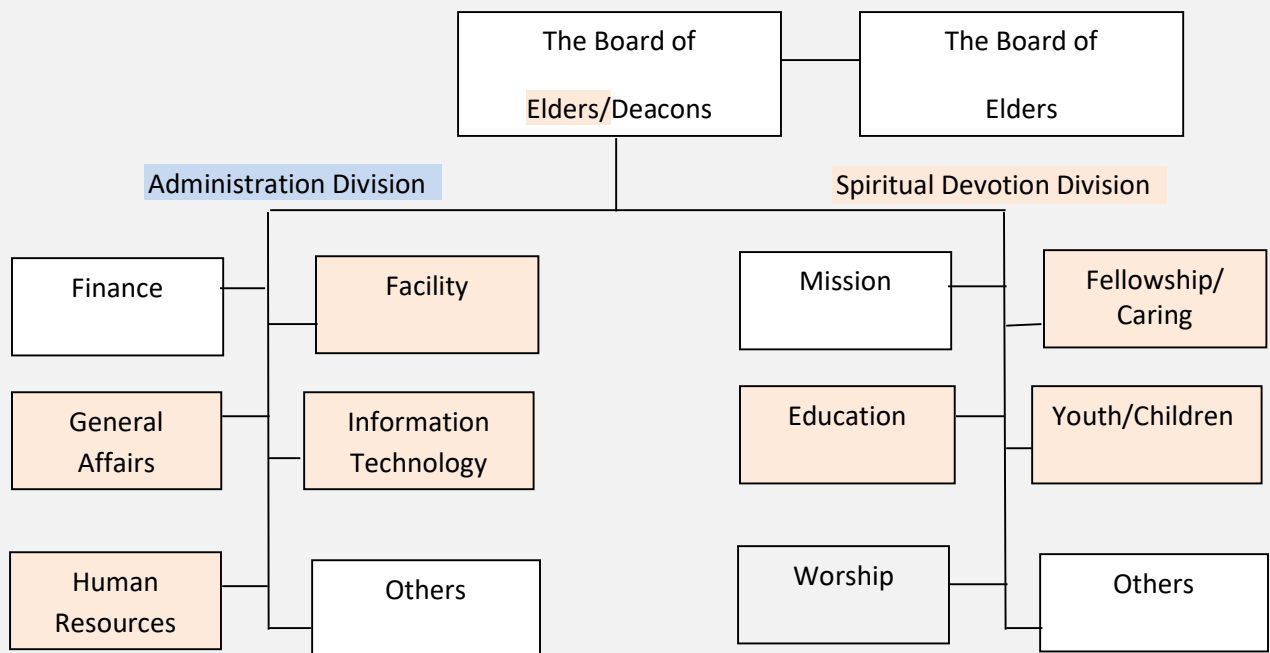 The Board of
Elders/Deacons
The Board of
Elders
Administration Division
Spiritual Devotion Division
Finance
Facility
Mission
Fellowship/
Caring
General
Affairs
Information
Technology
Education
Youth/Children
Human
Resources
Others
Worship
Others